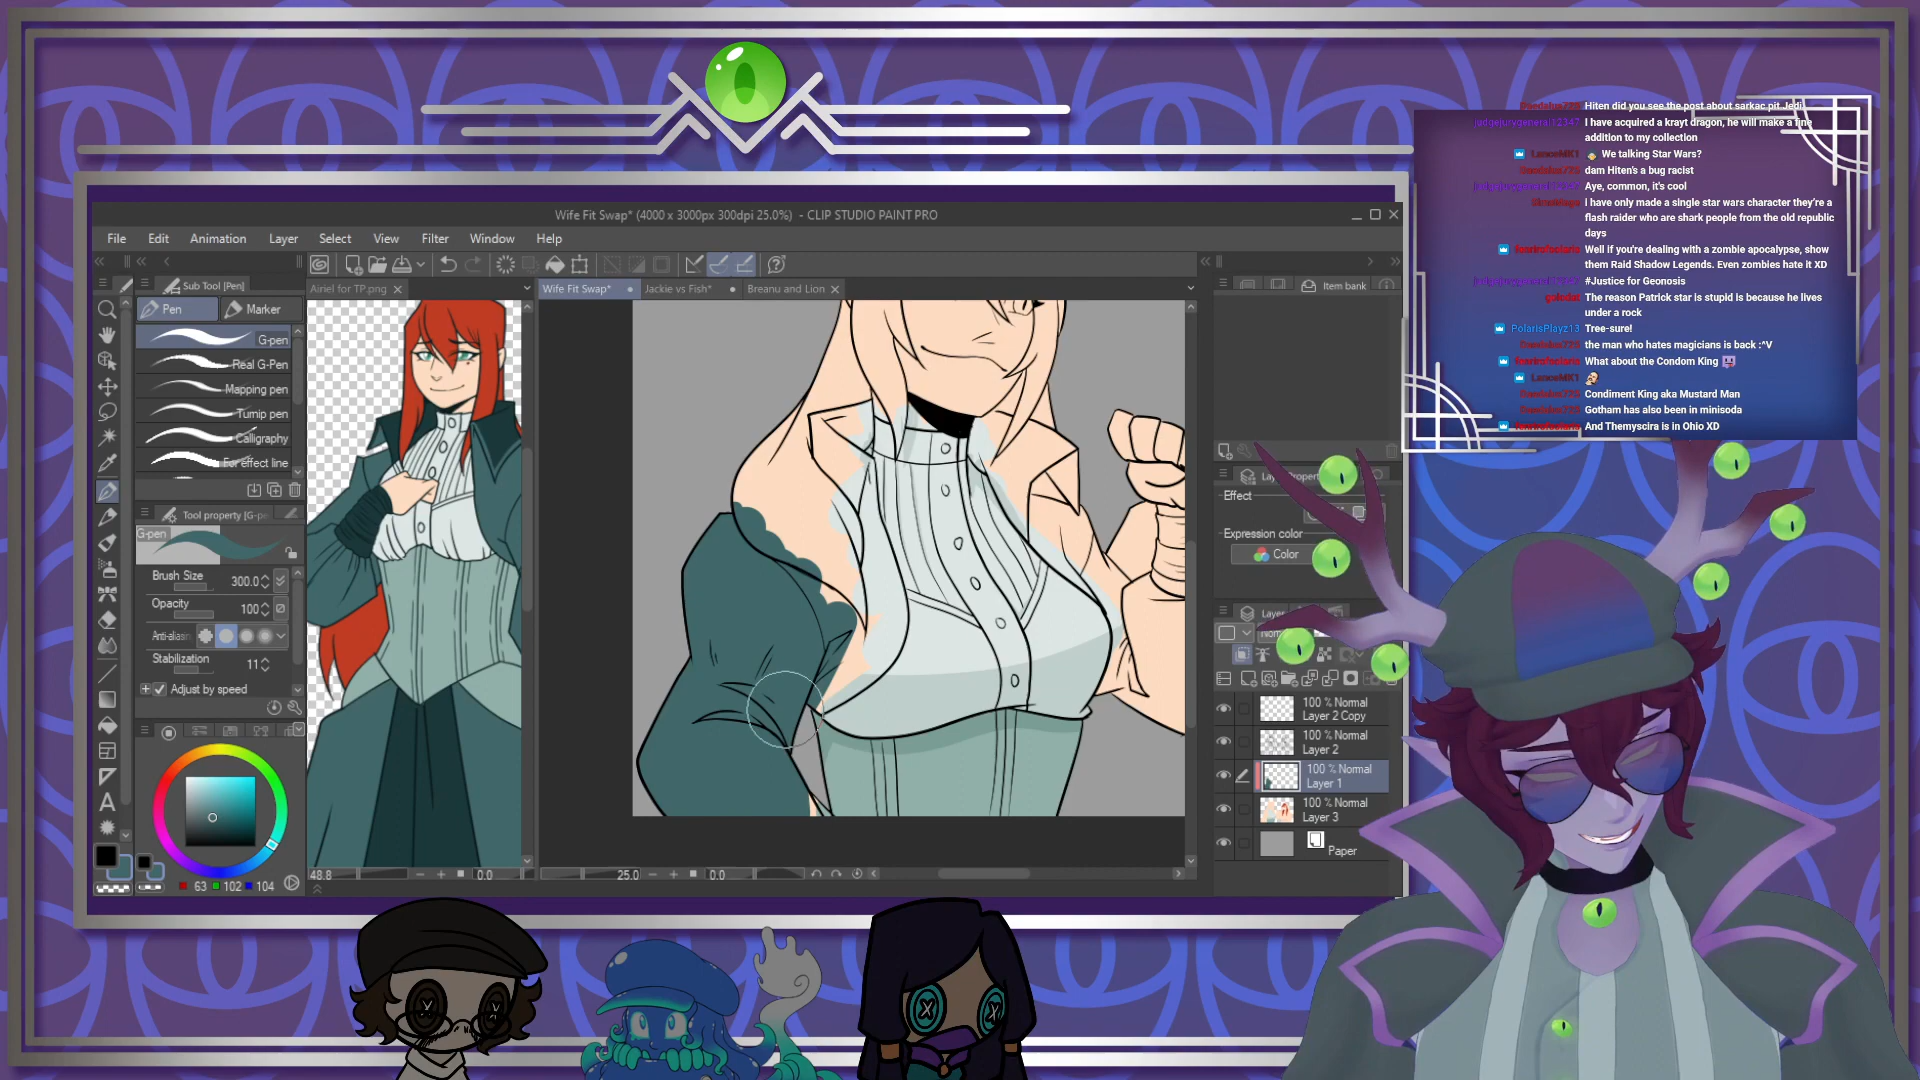 Wife Fit Swap* (4000 x 3000px 300dpi 25.0%) - CLIP STUDIO PAINT PRO
File Edit Animation Layer Select View Filter Window Help
Sub Tool [Pen]
Pen
Marker
G-pen
Real G-Pen
Mapping pen
Turnip pen
Calligraphy
For effect line
Tool property [G-pe
G-pen
Brush Size 300.0
Opacity 100
Anti-aliasin
Stabilization 11
Adjust by speed
63 102 104
Airiel for TP.png
Wife Fit Swap*
Jackie vs Fish*
Breanu and Lion
48.8
0.0
25.0
0.0
Item bank
Effect
Expression color
Color
100 % Normal
Layer 2 Copy
100 % Normal
Layer 2
100 % Normal
Layer 1
100 % Normal
Layer 3
Paper
Hiten did you see the post about sarkac pit Jedi
judgejurygeneral12347 I have acquired a krayt dragon, he will make a fine
addition to my collection
We talking Star Wars?
dam Hiten's a bug racist
Aye, common, it's cool
I have only made a single star wars character they're a
flash raider who are shark people from the old republic
days
Well if you're dealing with a zombie apocalypse, show
them Raid Shadow Legends. Even zombies hate it XD
#Justice for Geonosis
The reason Patrick star is stupid is because he lives
under a rock
PolarisPlayz13 Tree-sure!
the man who hates magicians is back :^V
What about the Condom King
Condiment King aka Mustard Man
Gotham has also been in minisoda
And Themyscira is in Ohio XD